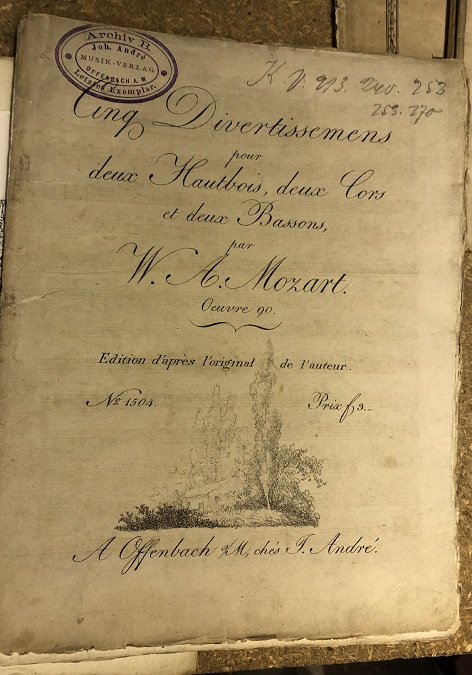 Archiv B.
Joh. André
MUSIK-VERLAG
OFFENBACH A. M.
Letztes Exemplar.
K. V. 213. Div. 253
253. 270
Cinq Divertissemens
pour
deux Hautbois, deux Cors
et deux Bassons,
par
W. A. Mozart.
Oeuvre 90.
Edition d'après l'original de l'auteur.
No 1504.
Prix f 3.-
A Offenbach s/M, chés J. André.